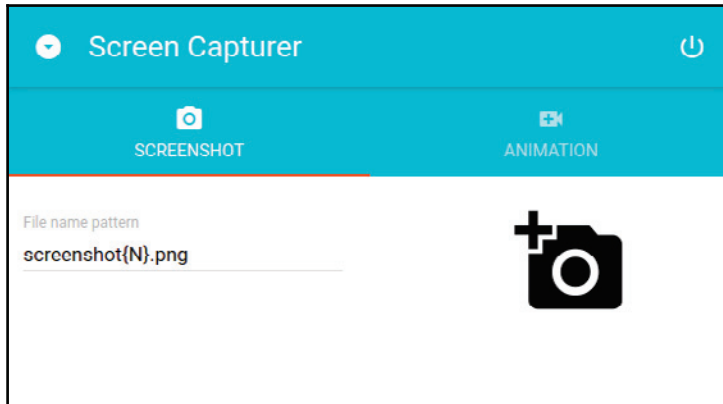 Screen Capturer
SCREENSHOT
ANIMATION
File name pattern
screenshot{N}.png